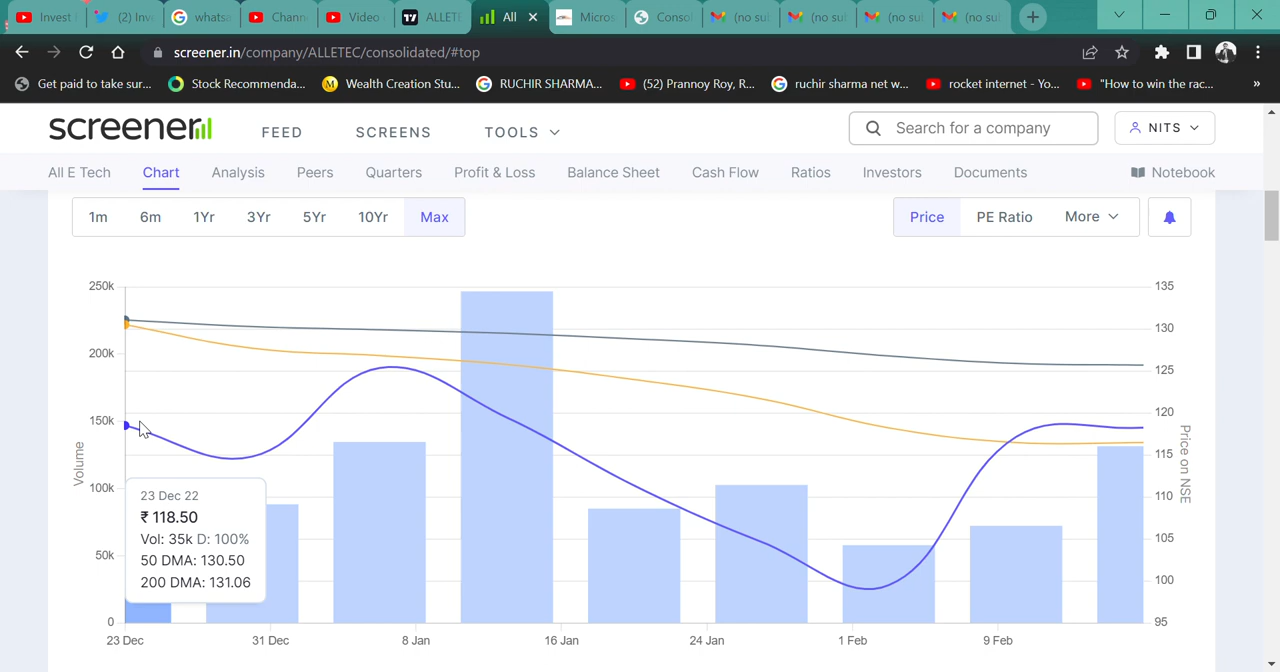 Invest
(2) Inv
whatsa
Chann
Video
ALLETE
All
Micros
Conso
(no su
(no sul
(no su
(no sul
screener.in/company/ALLETEC/consolidated/#top
Get paid to take sur...
Stock Recommenda...
Wealth Creation Stu...
RUCHIR SHARMA...
(52) Prannoy Roy, R...
ruchir sharma net w...
rocket internet - Yo...
"How to win the rac...
»
screener
FEED
SCREENS
TOOLS
Search for a company
NITS
All E Tech
Chart
Analysis
Peers
Quarters
Profit & Loss
Balance Sheet
Cash Flow
Ratios
Investors
Documents
Notebook
1m
6m
1Yr
3Yr
5Yr
10Yr
Max
Price
PE Ratio
More
250k
200k
150k
100k
50k
0
Volume
135
130
125
120
115
110
105
100
95
Price on NSE
23 Dec 22
₹ 118.50
Vol: 35k D: 100%
50 DMA: 130.50
200 DMA: 131.06
23 Dec
31 Dec
8 Jan
16 Jan
24 Jan
1 Feb
9 Feb